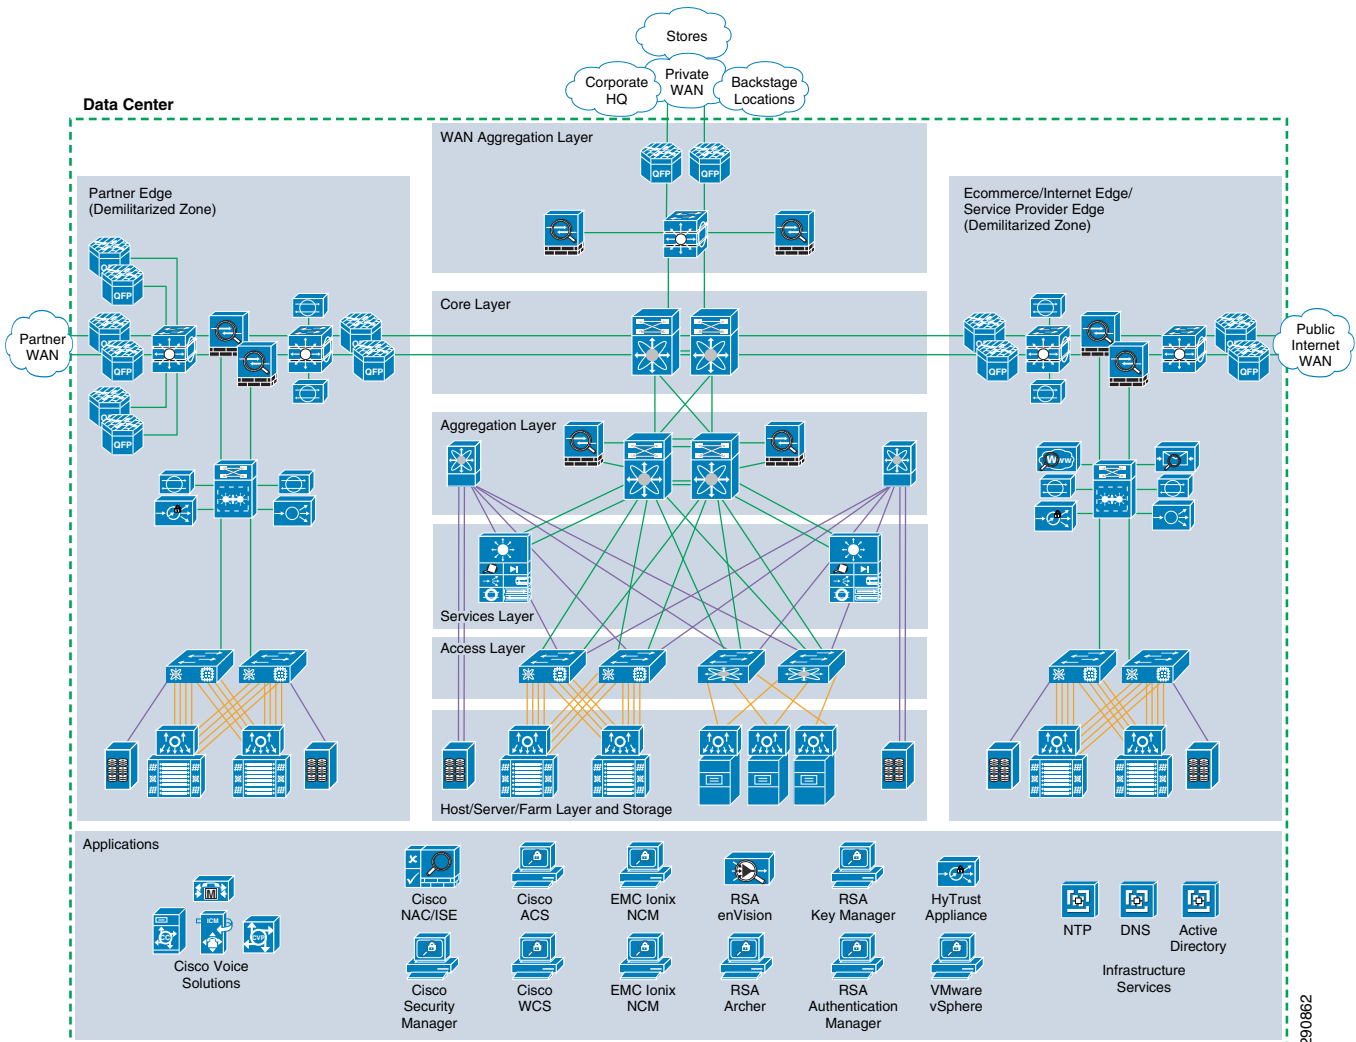 Stores
Corporate
HQ
Private
WAN
Backstage
Locations
Data Center
WAN Aggregation Layer
QFP
QFP
Partner Edge
(Demilitarized Zone)
Ecommerce/Internet Edge/
Service Provider Edge
(Demilitarized Zone)
QFP
QFP
QFP
QFP
QFP
QFP
Core Layer
Partner
WAN
Public
Internet
WAN
Aggregation Layer
WWW
Services Layer
Access Layer
Host/Server/Farm Layer and Storage
Applications
M
ICM
CC
CVP
Cisco Voice
Solutions
Cisco
NAC/ISE
Cisco
ACS
EMC Ionix
NCM
RSA
enVision
RSA
Key Manager
HyTrust
Appliance
NTP
DNS
Active
Directory
Infrastructure
Services
Cisco
Security
Manager
Cisco
WCS
EMC Ionix
NCM
RSA
Archer
RSA
Authentication
Manager
VMware
vSphere
290862